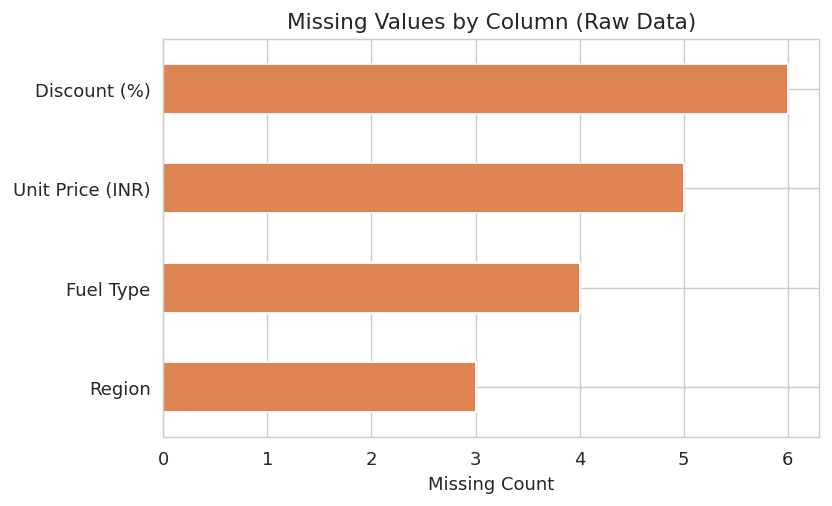 Missing Values by Column (Raw Data)
Discount (%)
Unit Price (INR)
Fuel Type
Region
0 1 2 3 4 5 6
Missing Count